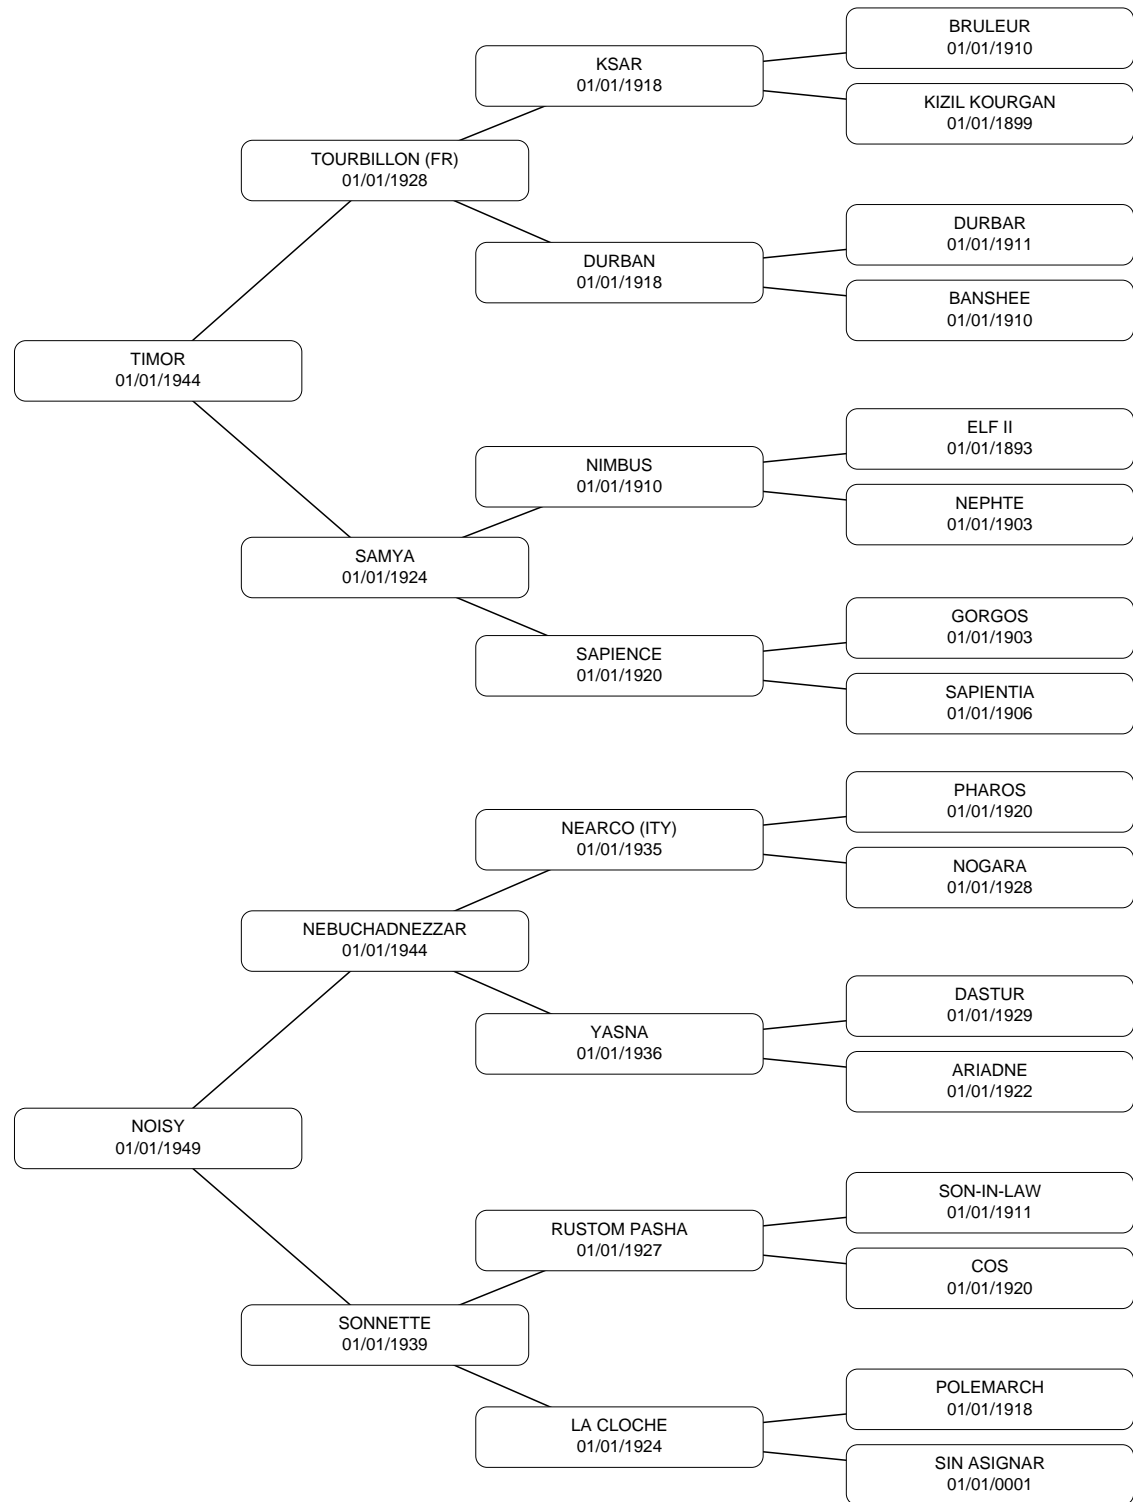 BRULEUR
01/01/1910
KSAR
01/01/1918
KIZIL KOURGAN
01/01/1899
TOURBILLON (FR)
01/01/1928
DURBAR
01/01/1911
DURBAN
01/01/1918
BANSHEE
01/01/1910
TIMOR
01/01/1944
ELF II
01/01/1893
NIMBUS
01/01/1910
NEPHTE
01/01/1903
SAMYA
01/01/1924
GORGOS
01/01/1903
SAPIENCE
01/01/1920
SAPIENTIA
01/01/1906
PHAROS
01/01/1920
NEARCO (ITY)
01/01/1935
NOGARA
01/01/1928
NEBUCHADNEZZAR
01/01/1944
DASTUR
01/01/1929
YASNA
01/01/1936
ARIADNE
01/01/1922
NOISY
01/01/1949
SON-IN-LAW
01/01/1911
RUSTOM PASHA
01/01/1927
COS
01/01/1920
SONNETTE
01/01/1939
POLEMARCH
01/01/1918
LA CLOCHE
01/01/1924
SIN ASIGNAR
01/01/0001